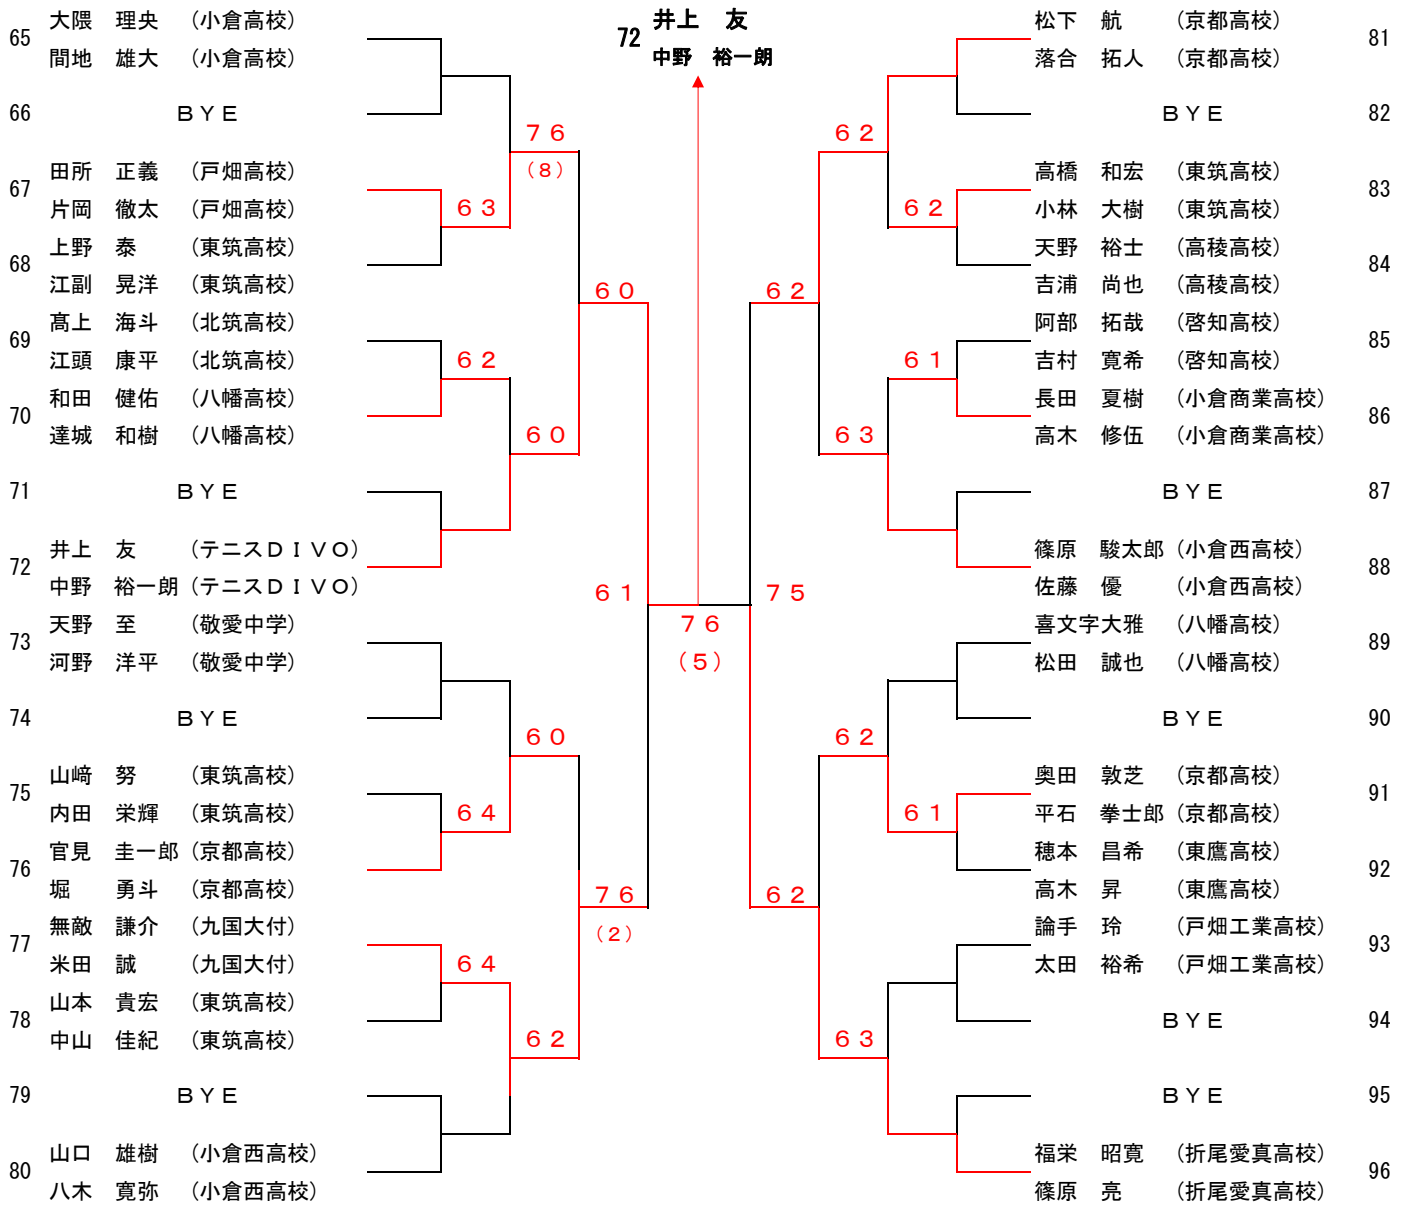 65 大隈 理央 (小倉高校)
間地 雄大 (小倉高校)
66 ＢＹＥ
67 田所 正義 (戸畑高校)
片岡 徹太 (戸畑高校)
68 上野 泰 (東筑高校)
江副 晃洋 (東筑高校)
69 髙上 海斗 (北筑高校)
江頭 康平 (北筑高校)
70 和田 健佑 (八幡高校)
達城 和樹 (八幡高校)
71 ＢＹＥ
72 井上 友 (テニスＤＩＶＯ)
中野 裕一朗 (テニスＤＩＶＯ)
73 天野 至 (敬愛中学)
河野 洋平 (敬愛中学)
74 ＢＹＥ
75 山﨑 努 (東筑高校)
内田 栄輝 (東筑高校)
76 官見 圭一郎 (京都高校)
堀 勇斗 (京都高校)
77 無敵 謙介 (九国大付)
米田 誠 (九国大付)
78 山本 貴宏 (東筑高校)
中山 佳紀 (東筑高校)
79 ＢＹＥ
80 山口 雄樹 (小倉西高校)
八木 寛弥 (小倉西高校)
６３
６２
６４
６４
７６
（８）
６０
６０
６２
６０
７６
（２）
６１
72 井上 友
中野 裕一朗
７６
（５）
７５
６２
６２
６２
６３
６２
６３
６２
６１
６１
松下 航 (京都高校) 81
落合 拓人 (京都高校)
ＢＹＥ 82
高橋 和宏 (東筑高校) 83
小林 大樹 (東筑高校)
天野 裕士 (高稜高校) 84
吉浦 尚也 (高稜高校)
阿部 拓哉 (啓知高校) 85
吉村 寛希 (啓知高校)
長田 夏樹 (小倉商業高校) 86
高木 修伍 (小倉商業高校)
ＢＹＥ 87
篠原 駿太郎 (小倉西高校) 88
佐藤 優 (小倉西高校)
喜文字大雅 (八幡高校) 89
松田 誠也 (八幡高校)
ＢＹＥ 90
奥田 敦芝 (京都高校) 91
平石 拳士郎 (京都高校)
穂本 昌希 (東鷹高校) 92
高木 昇 (東鷹高校)
論手 玲 (戸畑工業高校) 93
太田 裕希 (戸畑工業高校)
ＢＹＥ 94
ＢＹＥ 95
福栄 昭寛 (折尾愛真高校) 96
篠原 亮 (折尾愛真高校)